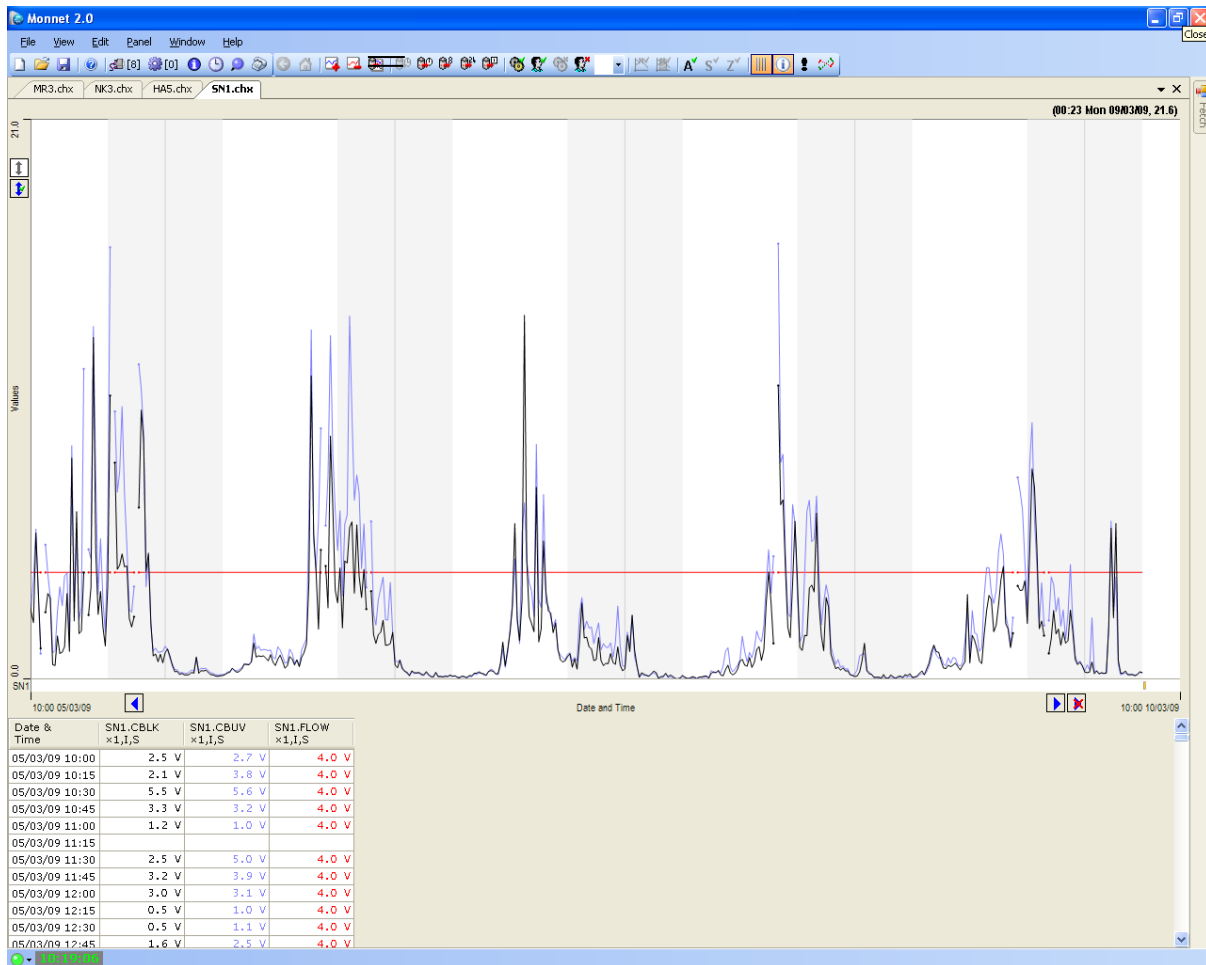 Monnet 2.0
File View Edit Panel Window Help
Close
[8] [0] A S Z
MR3.chx NK3.chx HA5.chx SN1.chx
Fetch
(00:23 Mon 09/03/09, 21.6)
21.0
Values
0.0
SN1
10:00 05/03/09 Date and Time 10:00 10/03/09
Date & Time SN1.CBLK ×1,I,S SN1.CBUV ×1,I,S SN1.FLOW ×1,I,S
05/03/09 10:00 2.5 V 2.7 V 4.0 V
05/03/09 10:15 2.1 V 3.8 V 4.0 V
05/03/09 10:30 5.5 V 5.6 V 4.0 V
05/03/09 10:45 3.3 V 3.2 V 4.0 V
05/03/09 11:00 1.2 V 1.0 V 4.0 V
05/03/09 11:15
05/03/09 11:30 2.5 V 5.0 V 4.0 V
05/03/09 11:45 3.2 V 3.9 V 4.0 V
05/03/09 12:00 3.0 V 3.1 V 4.0 V
05/03/09 12:15 0.5 V 1.0 V 4.0 V
05/03/09 12:30 0.5 V 1.1 V 4.0 V
05/03/09 12:45 1.6 V 2.5 V 4.0 V
10:19:06